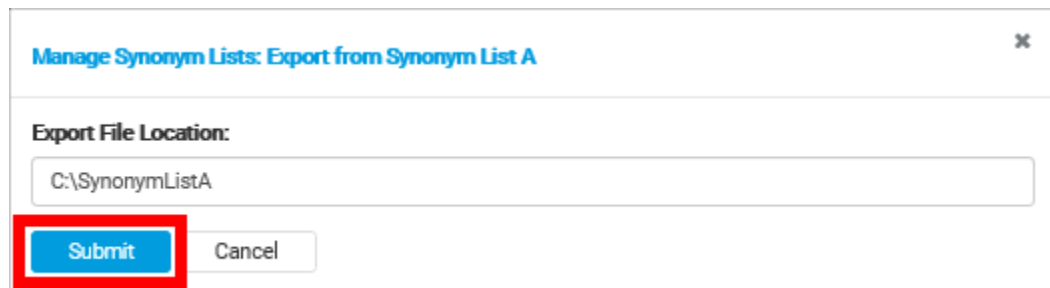 Manage Synonym Lists: Export from Synonym List A
Export File Location:
C:\SynonymListA
Submit Cancel